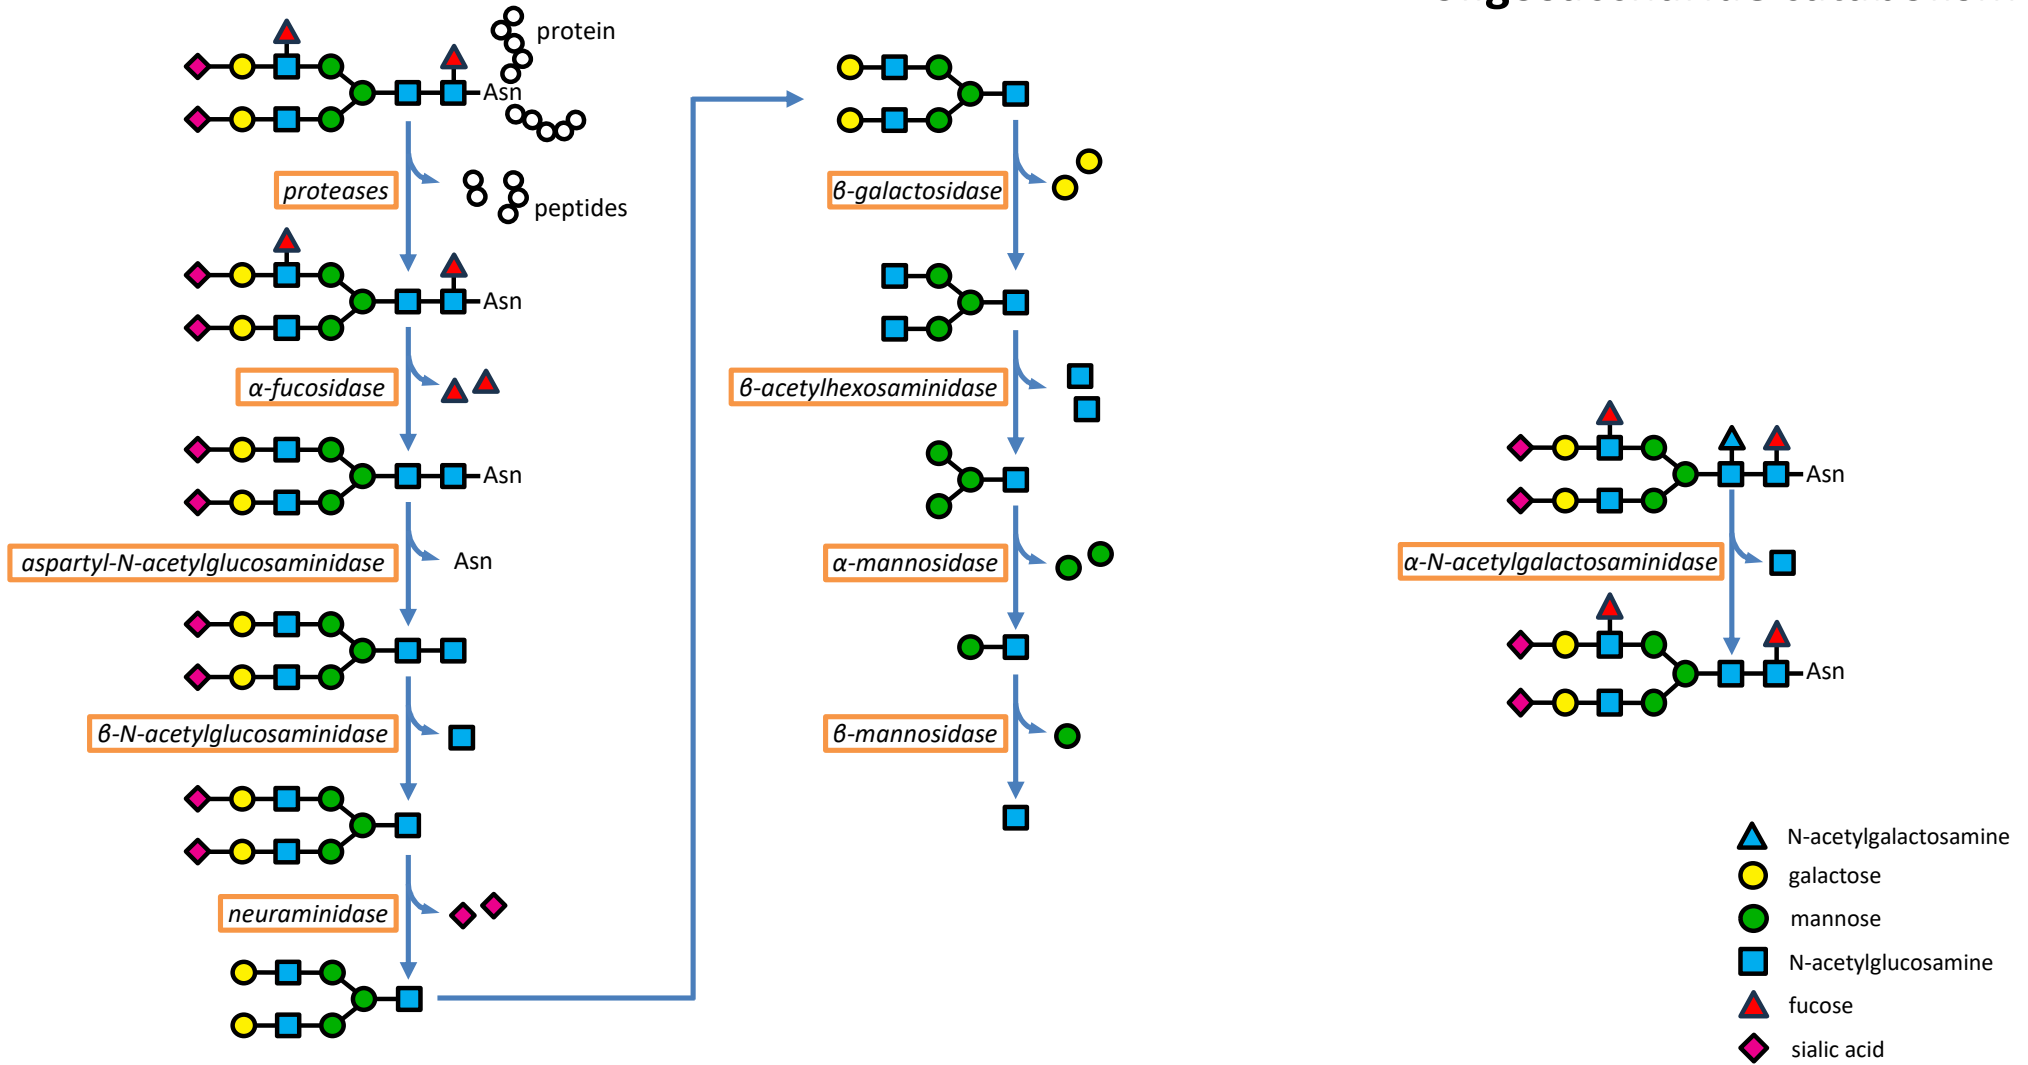 protein
Asn
proteases
peptides
Asn
α-fucosidase
Asn
aspartyl-N-acetylglucosaminidase
Asn
β-N-acetylglucosaminidase
neuraminidase
β-galactosidase
β-acetylhexosaminidase
α-mannosidase
β-mannosidase
Asn
α-N-acetylgalactosaminidase
Asn
N-acetylgalactosamine
galactose
mannose
N-acetylglucosamine
fucose
sialic acid